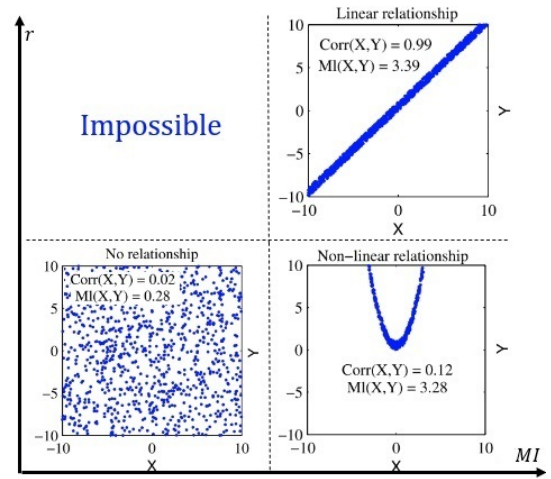 r
Linear relationship
Corr(X,Y) = 0.99
MI(X,Y) = 3.39
10
5
0
−5
−10
−10 0 10
X
Y
Impossible
No relationship
Corr(X,Y) = 0.02
MI(X,Y) = 0.28
10
5
0
−5
−10
−10 0 10
X
Y
Non−linear relationship
Corr(X,Y) = 0.12
MI(X,Y) = 3.28
10
5
0
−5
−10
−10 0 10
X
Y
MI